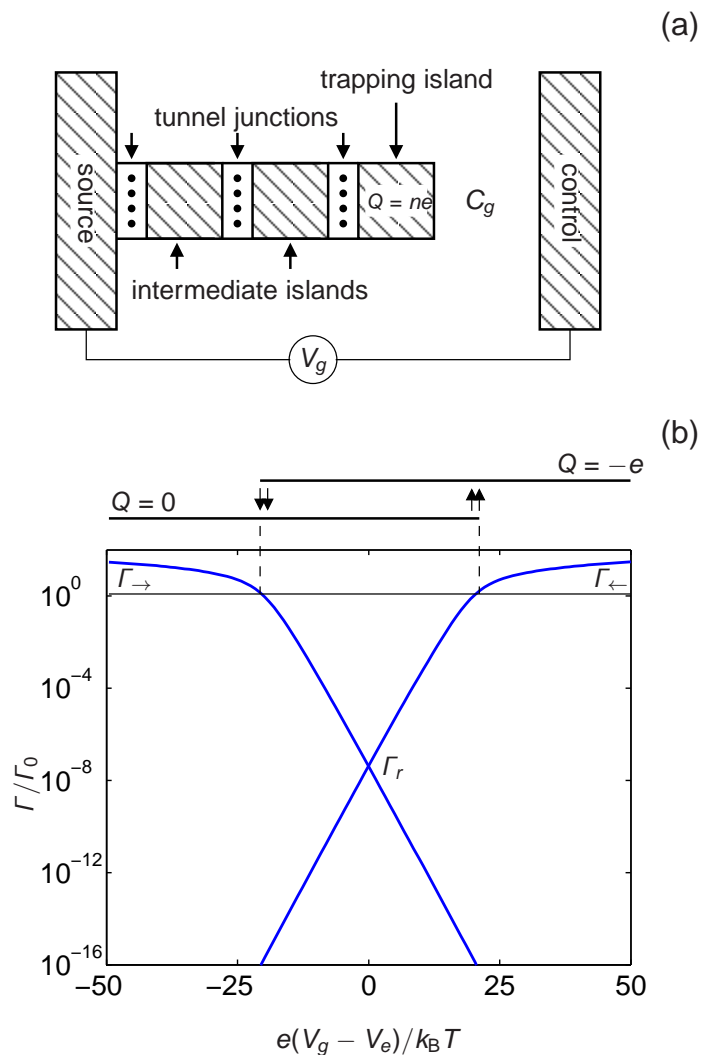 (a)
trapping island
tunnel junctions
source
Q = ne
C_g
control
intermediate islands
V_g
(b)
Q = −e
Q = 0
Γ→
Γ←
10^0
10^−4
Γ/Γ_0
Γ_r
10^−8
10^−12
10^−16
−50
−25
0
25
50
e(V_g − V_e)/k_B T